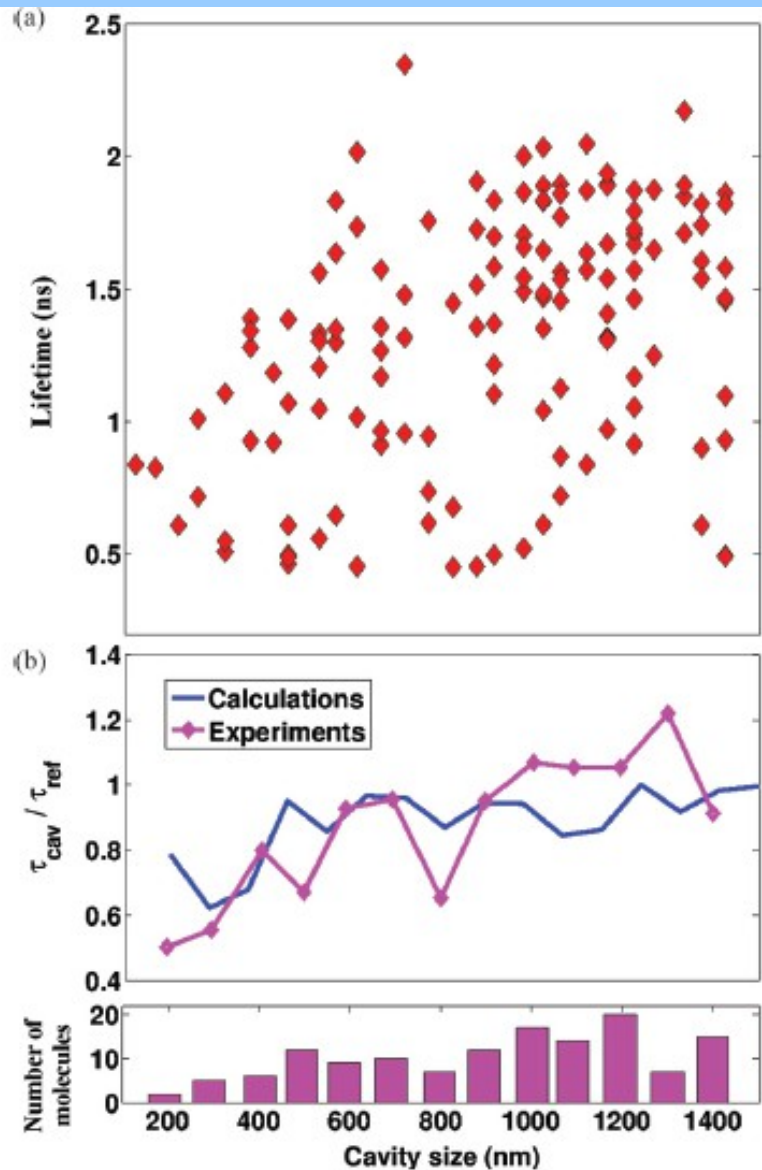 (a)
2.5
2
1.5
1
0.5
Lifetime (ns)
(b)
1.4
1.2
1
0.8
0.6
0.4
τcav / τref
Calculations
Experiments
20
10
0
Number of
molecules
200 400 600 800 1000 1200 1400
Cavity size (nm)